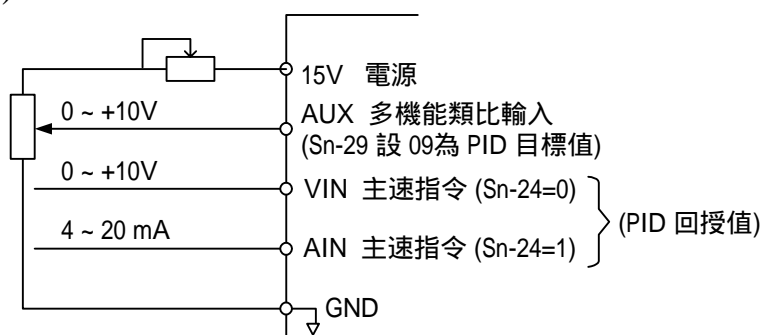 15V 電源
0 ~ +10V
AUX 多機能類比輸入
(Sn-29 設 09為 PID 目標值)
0 ~ +10V
VIN 主速指令 (Sn-24=0)
(PID 回授值)
4 ~ 20 mA
AIN 主速指令 (Sn-24=1)
GND